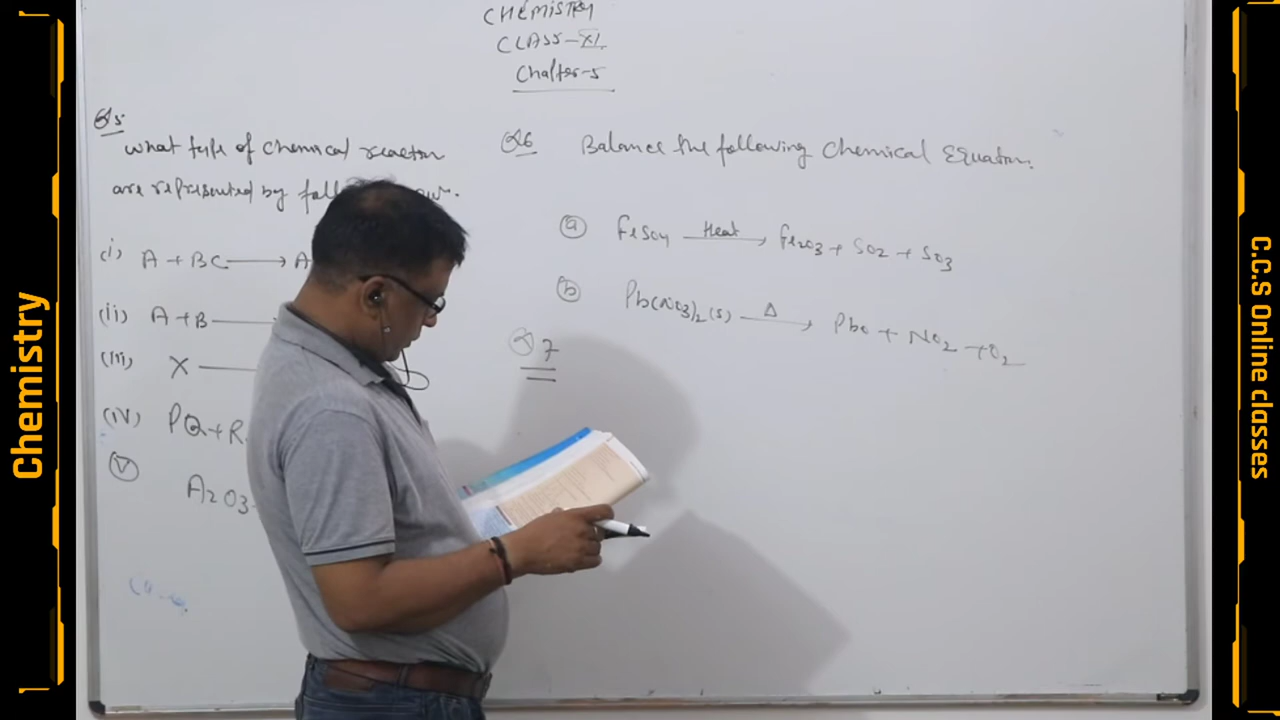 CHEMISTRY
CLASS-XI
Chapter-5
Q5
what type of chemical reaction
are represented by
(i) A + BC → A
(ii) A + B
(iii) X
(iv) PQ + R
(v) A2O3
Q6 Balance the following Chemical Equation.
(a) FeSO4 Heat → Fe2O3 + SO2 + SO3
(b) Pb(NO3)2(s) Δ → PbO + NO2 + O2
Q7
Chemistry
C.C.S Online classes